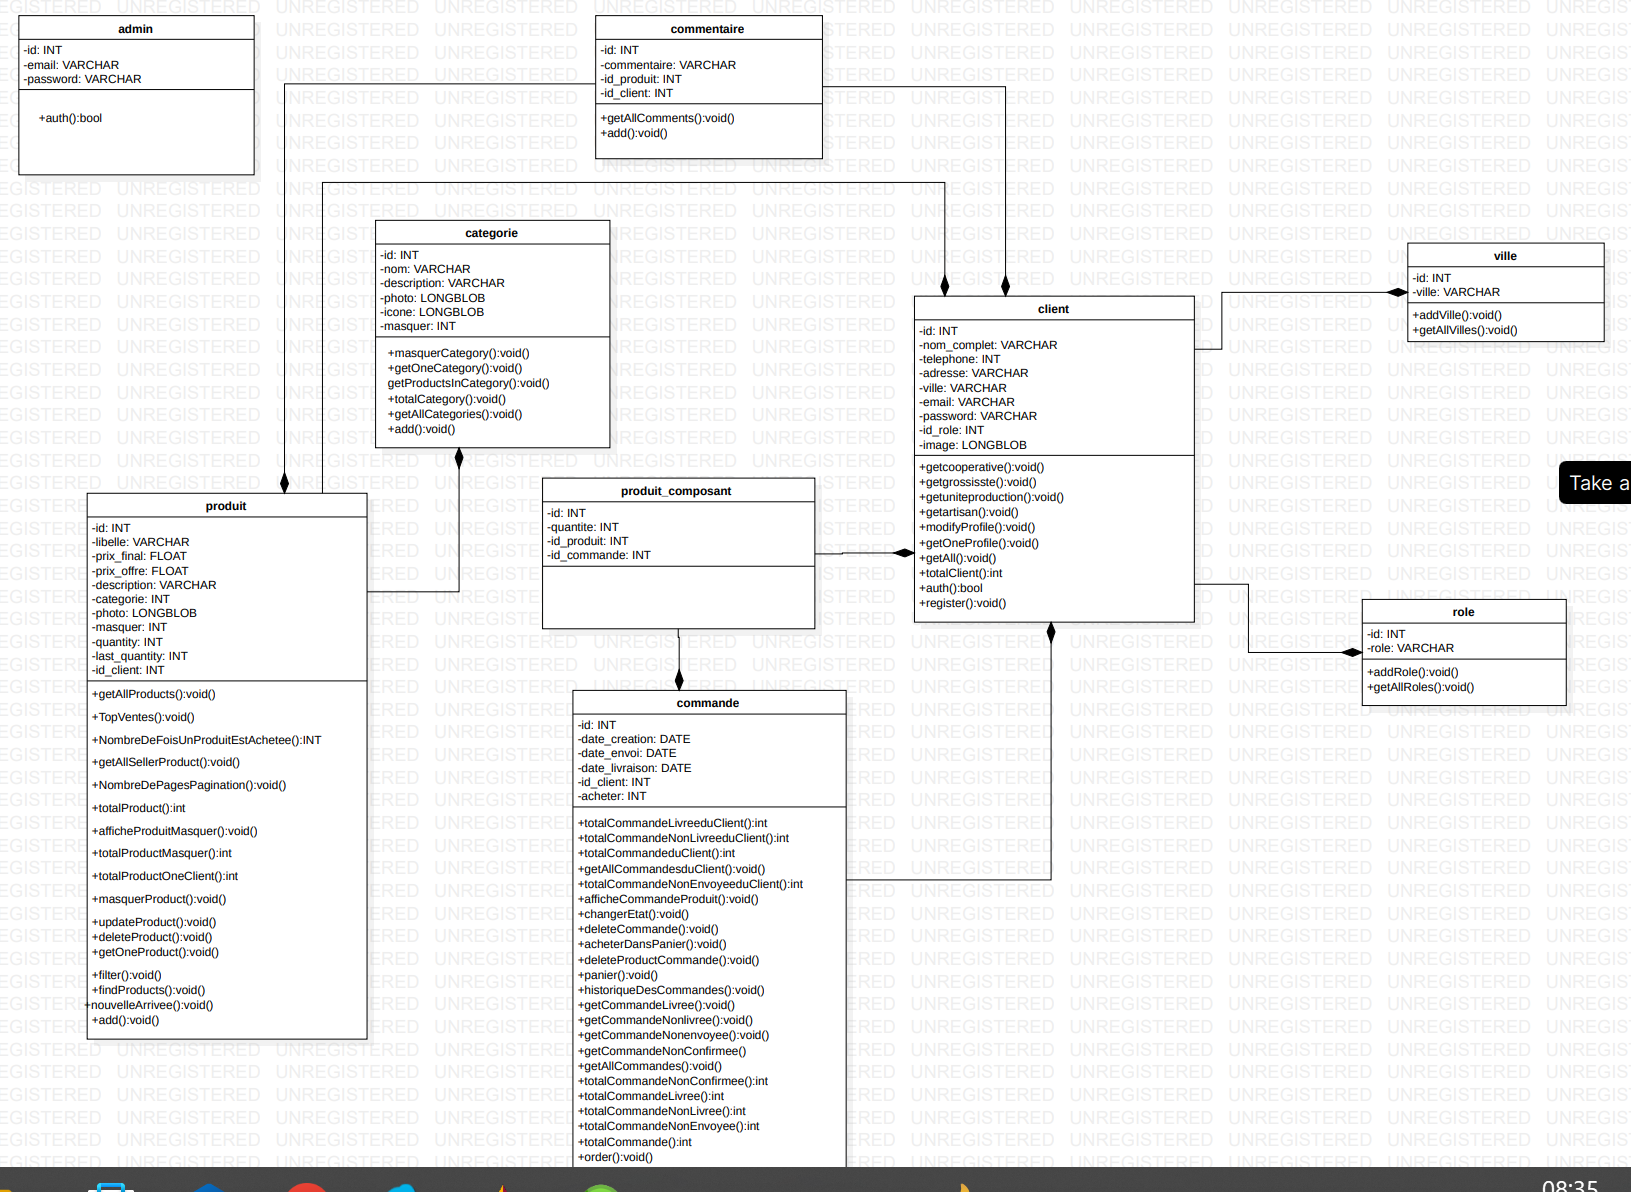 admin
-id: INT
-email: VARCHAR
-password: VARCHAR
+auth():bool
commentaire
-id: INT
-commentaire: VARCHAR
-id_produit: INT
-id_client: INT
+getAllComments():void()
+add():void()
categorie
-id: INT
-nom: VARCHAR
-description: VARCHAR
-photo: LONGBLOB
-icone: LONGBLOB
-masquer: INT
+masquerCategory():void()
+getOneCategory():void()
getProductsInCategory():void()
+totalCategory():void()
+getAllCategories():void()
+add():void()
ville
-id: INT
-ville: VARCHAR
+addVille():void()
+getAllVilles():void()
client
-id: INT
-nom_complet: VARCHAR
-telephone: INT
-adresse: VARCHAR
-ville: VARCHAR
-email: VARCHAR
-password: VARCHAR
-id_role: INT
-image: LONGBLOB
+getcooperative():void()
+getgrossisste():void()
+getuniteproduction():void()
+getartisan():void()
+modifyProfile():void()
+getOneProfile():void()
+getAll():void()
+totalClient():int
+auth():bool
+register():void()
Take a
produit
-id: INT
-libelle: VARCHAR
-prix_final: FLOAT
-prix_offre: FLOAT
-description: VARCHAR
-categorie: INT
-photo: LONGBLOB
-masquer: INT
-quantity: INT
-last_quantity: INT
-id_client: INT
+getAllProducts():void()
+TopVentes():void()
+NombreDeFoisUnProduitEstAchetee():INT
+getAllSellerProduct():void()
+NombreDePagesPagination():void()
+totalProduct():int
+afficheProduitMasquer():void()
+totalProductMasquer():int
+totalProductOneClient():int
+masquerProduct():void()
+updateProduct():void()
+deleteProduct():void()
+getOneProduct():void()
+filter():void()
+findProducts():void()
+nouvelleArrivee():void()
+add():void()
produit_composant
-id: INT
-quantite: INT
-id_produit: INT
-id_commande: INT
role
-id: INT
-role: VARCHAR
+addRole():void()
+getAllRoles():void()
commande
-id: INT
-date_creation: DATE
-date_envoi: DATE
-date_livraison: DATE
-id_client: INT
-acheter: INT
+totalCommandeLivreeduClient():int
+totalCommandeNonLivreeduClient():int
+totalCommandeduClient():int
+getAllCommandesduClient():void()
+totalCommandeNonEnvoyeeduClient():int
+afficheCommandeProduit():void()
+changerEtat():void()
+deleteCommande():void()
+acheterDansPanier():void()
+deleteProductCommande():void()
+panier():void()
+historiqueDesCommandes():void()
+getCommandeLivree():void()
+getCommandeNonlivree():void()
+getCommandeNonenvoyee():void()
+getCommandeNonConfirmee()
+getAllCommandes():void()
+totalCommandeNonConfirmee():int
+totalCommandeLivree():int
+totalCommandeNonLivree():int
+totalCommandeNonEnvoyee():int
+totalCommande():int
+order():void()
08:35
UNREGISTERED